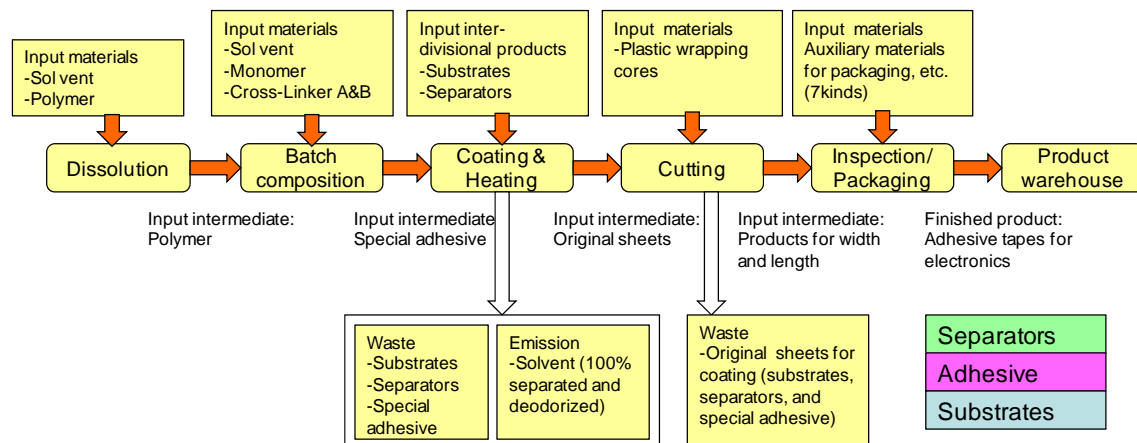 Input materials
-Sol vent
-Polymer
Input materials
-Sol vent
-Monomer
-Cross-Linker A&B
Input inter-
divisional products
-Substrates
-Separators
Input  materials
-Plastic wrapping
cores
Input  materials
Auxiliary materials
for packaging, etc.
(7kinds)
Dissolution
Batch
composition
Coating &
Heating
Cutting
Inspection/
Packaging
Product
warehouse
Input intermediate:
Polymer
Input intermediate
Special adhesive
Input intermediate:
Original sheets
Input intermediate:
Products for width
and length
Finished product:
Adhesive tapes for
electronics
Waste
-Substrates
-Separators
-Special
adhesive
Emission
-Solvent (100%
separated and
deodorized)
Waste
-Original  sheets for
coating (substrates,
separators, and
special adhesive)
Separators
Adhesive
Substrates